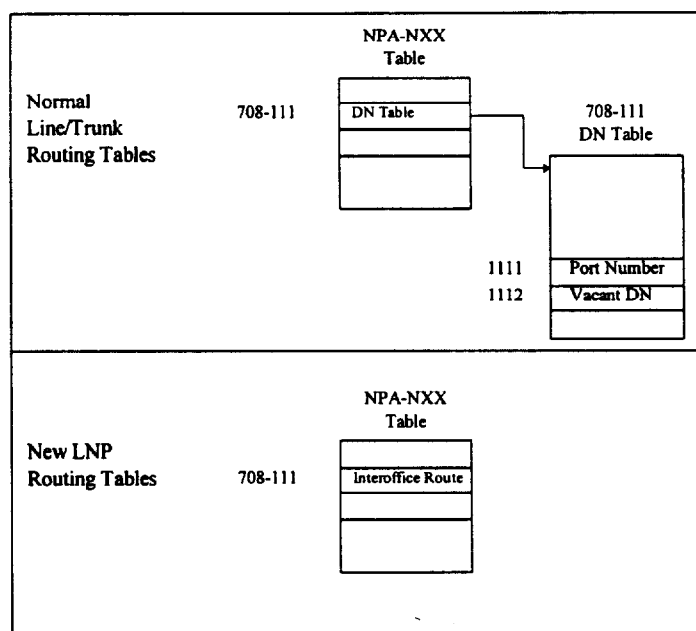 NPA-NXX
Table
Normal
Line/Trunk
Routing Tables
708-111
DN Table
708-111
DN Table
1111
Port Number
1112
Vacant DN
NPA-NXX
Table
New LNP
Routing Tables
708-111
Interoffice Route